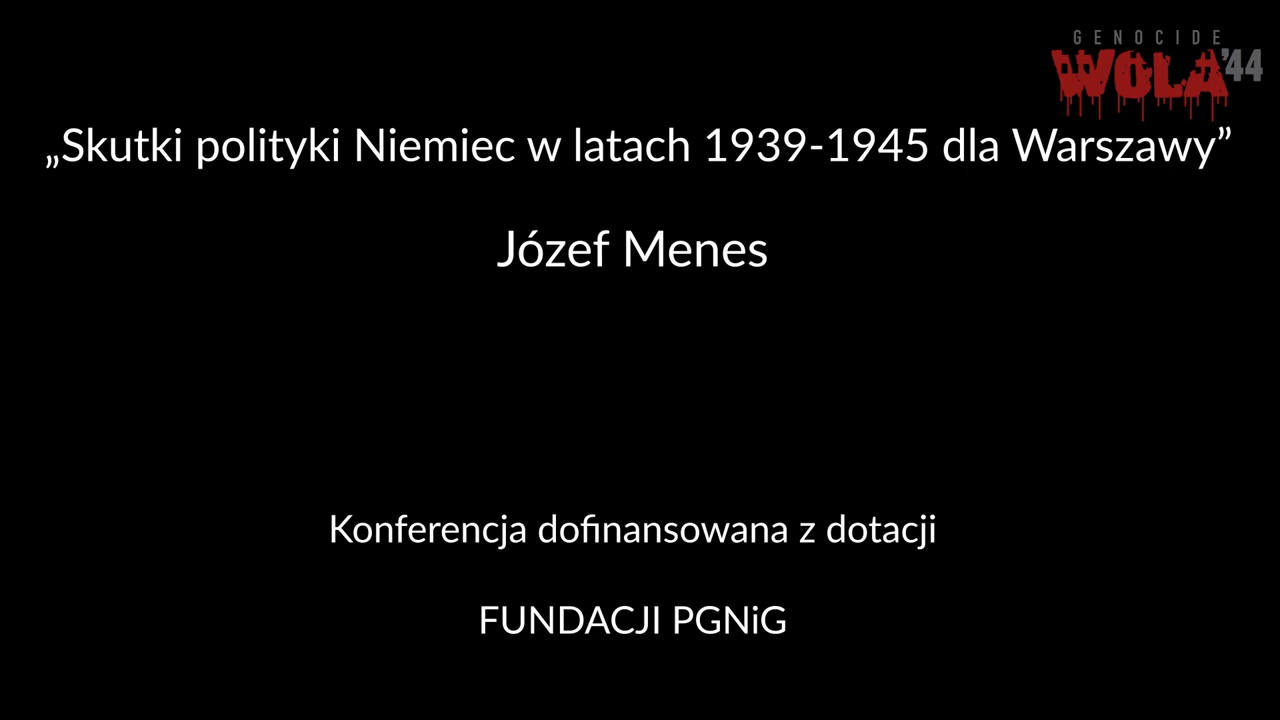 GENOCIDE
WOLA'44
„Skutki polityki Niemiec w latach 1939-1945 dla Warszawy”
Józef Menes
Konferencja dofinansowana z dotacji
FUNDACJI PGNiG